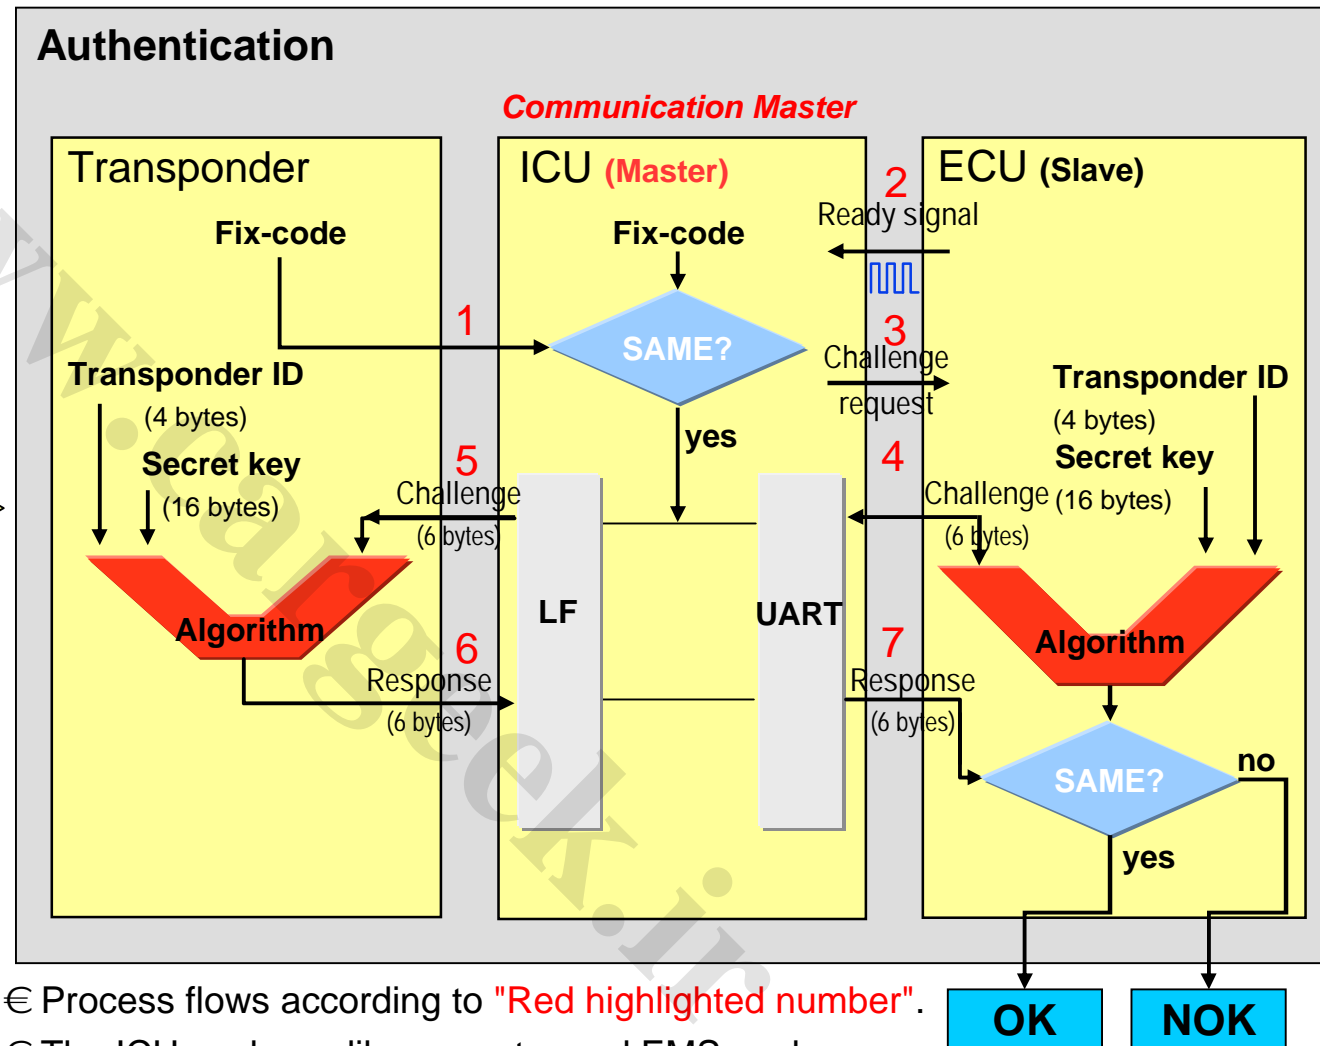 Authentication
Communication Master
Transponder
Fix-code
1
Transponder ID
(4 bytes)
Secret key
(16 bytes)
5
Challenge
(6 bytes)
Algorithm
6
Response
(6 bytes)
ICU (Master)
Fix-code
SAME?
yes
LF
UART
2
Ready signal
3
Challenge
request
4
Challenge
(6 bytes)
7
Response
(6 bytes)
ECU (Slave)
Transponder ID
(4 bytes)
Secret key
(16 bytes)
Algorithm
SAME?
no
yes
OK
NOK
€ Process flows according to "Red highlighted number".
www.cargeek.ir